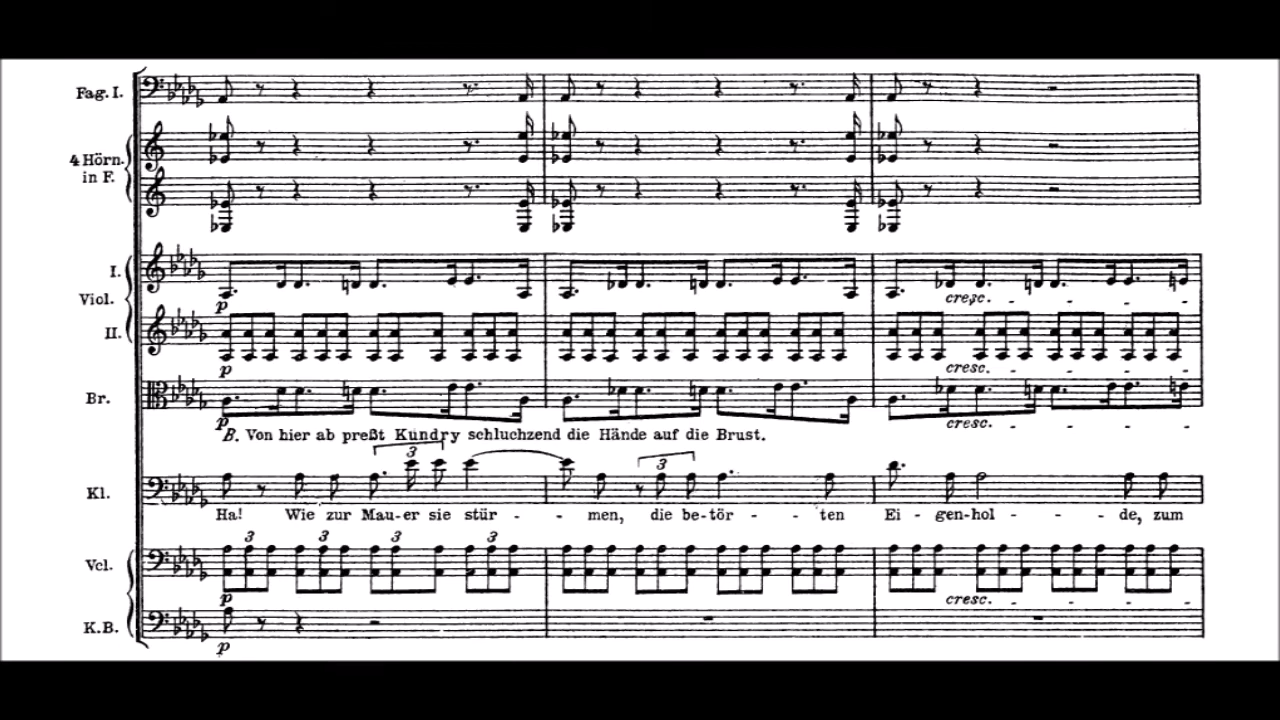 Fag. I.
4 Hörn.
in F.
I.
Viol.
p
cresc.
II.
p
cresc.
Br.
p
cresc.
B. Von hier ab preßt Kundry schluchzend die Hände auf die Brust.
3
3
Kl.
Ha! Wie zur Mau-er sie stür - - - men, die be-tör - - - ten Ei - gen-hol - - - - de, zum
3 3 3 3
Vcl.
p
cresc.
K.B.
p